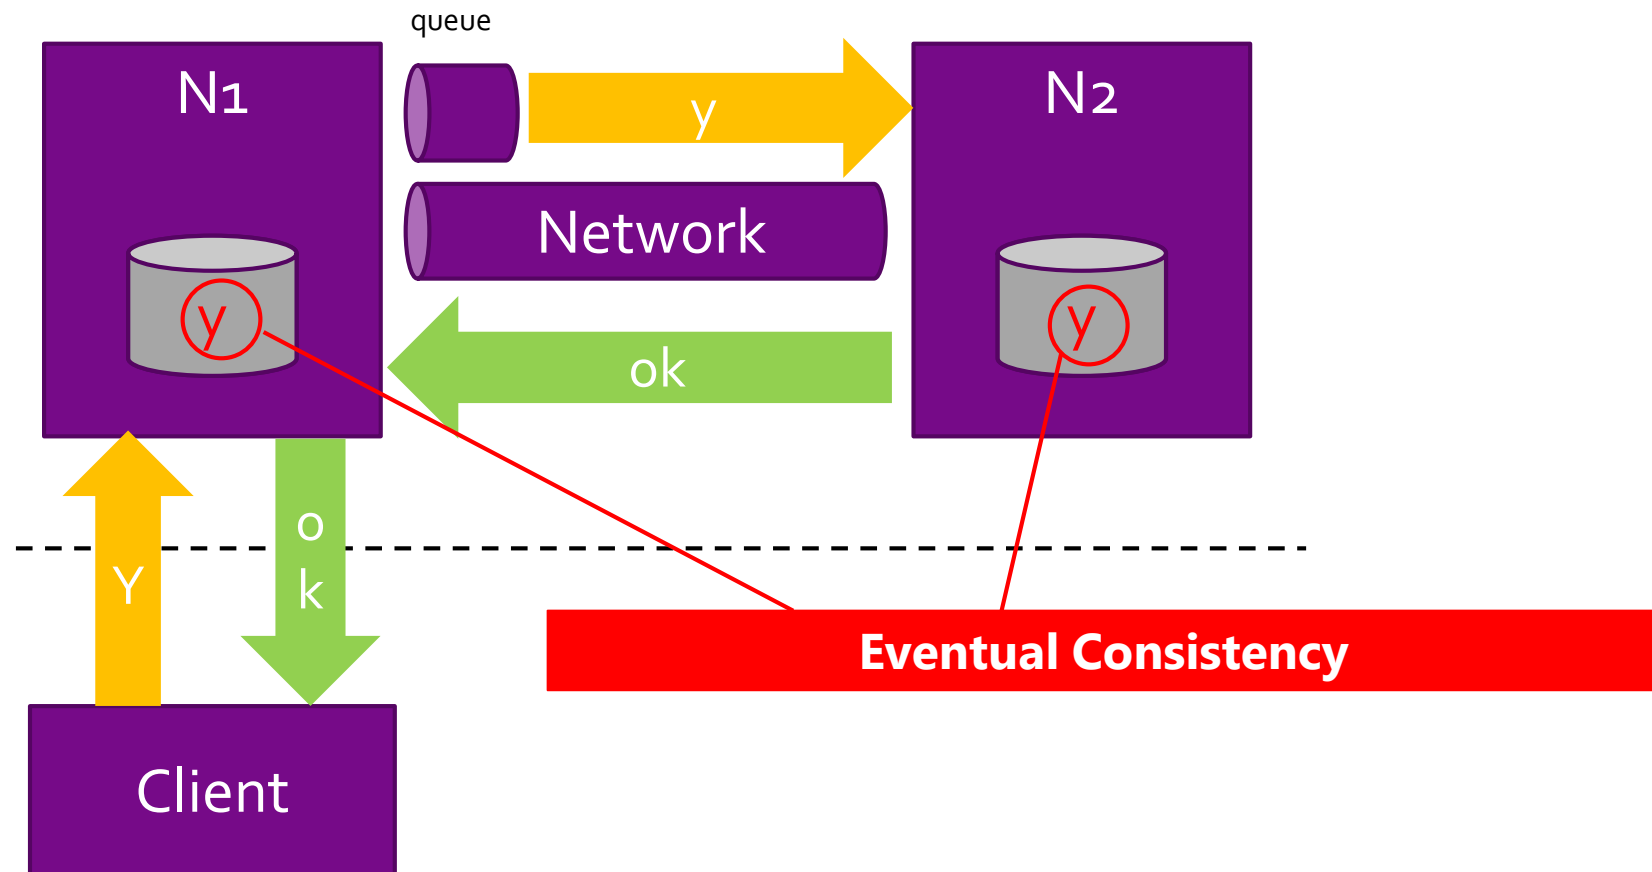 queue
N1
y
N2
Network
y
y
ok
Y
o
k
Eventual Consistency
Client